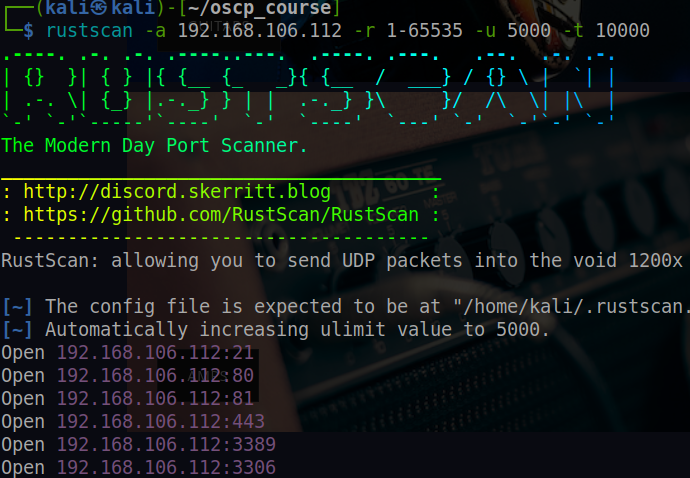 (kali㉿kali)-[~/oscp_course]
$ rustscan -a 192.168.106.112 -r 1-65535 -u 5000 -t 10000
.----. .-. .-. .----..---.  .----. .---.   .--.  .-. .-.
| {}  }| { } |{ {__ {_   _}{ {__  /  ___} / {} \ |  `| |
| .-. \| {_} |.-._} } | |  .-._} }\     }/  /\  \| |\  |
`-' `-'`-----'`----'  `-'  `----'  `---' `-'  `-'`-' `-'
The Modern Day Port Scanner.
________________________________________
: http://discord.skerritt.blog         :
: https://github.com/RustScan/RustScan :
 --------------------------------------
RustScan: allowing you to send UDP packets into the void 1200x
[~] The config file is expected to be at "/home/kali/.rustscan.
[~] Automatically increasing ulimit value to 5000.
Open 192.168.106.112:21
Open 192.168.106.112:80
Open 192.168.106.112:81
Open 192.168.106.112:443
Open 192.168.106.112:3389
Open 192.168.106.112:3306